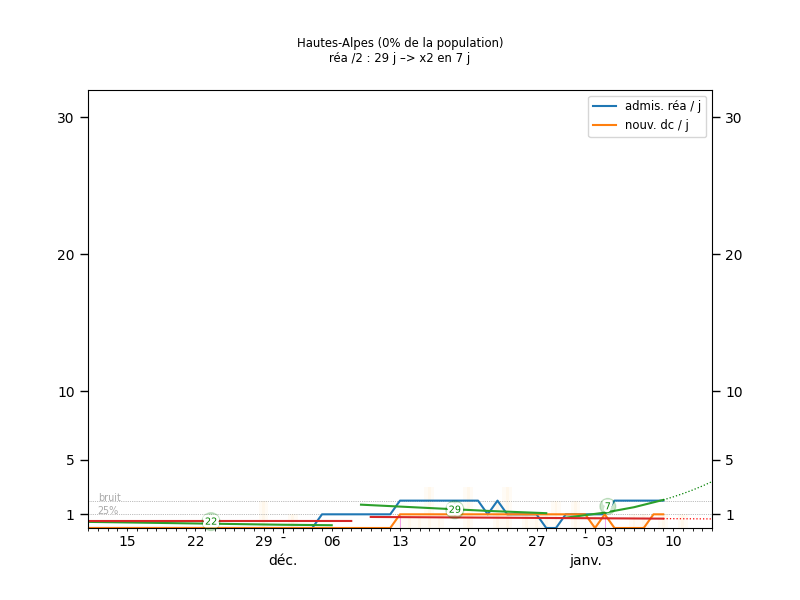 Hautes-Alpes (0% de la population)
réa /2 : 29 j –> x2 en 7 j
admis. réa / j
nouv. dc / j
30 30
20 20
10 10
5 5
bruit
25%
1 1
22 29 7
15 22 29 - 06 13 20 27 - 03 10
déc. janv.